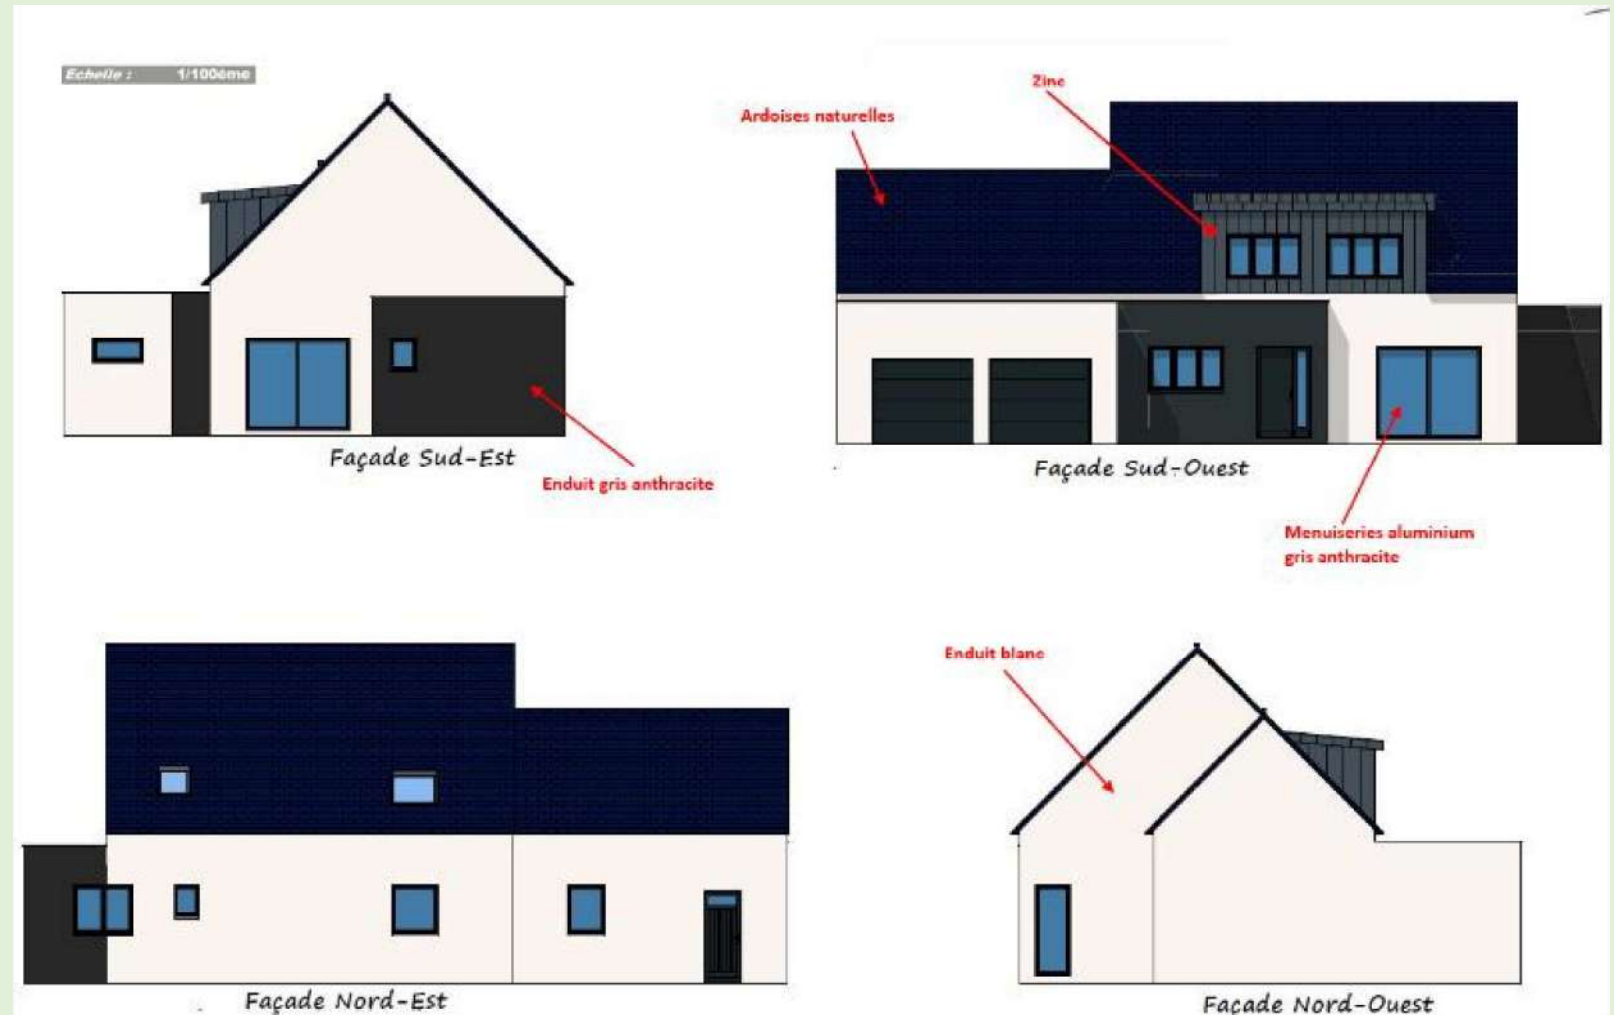 Echelle : 1/100ème
Zinc
Ardoises naturelles
Façade Sud-Est
Façade Sud-Ouest
Enduit gris anthracite
Menuiseries aluminium
gris anthracite
Enduit blanc
Façade Nord-Est
Façade Nord-Ouest